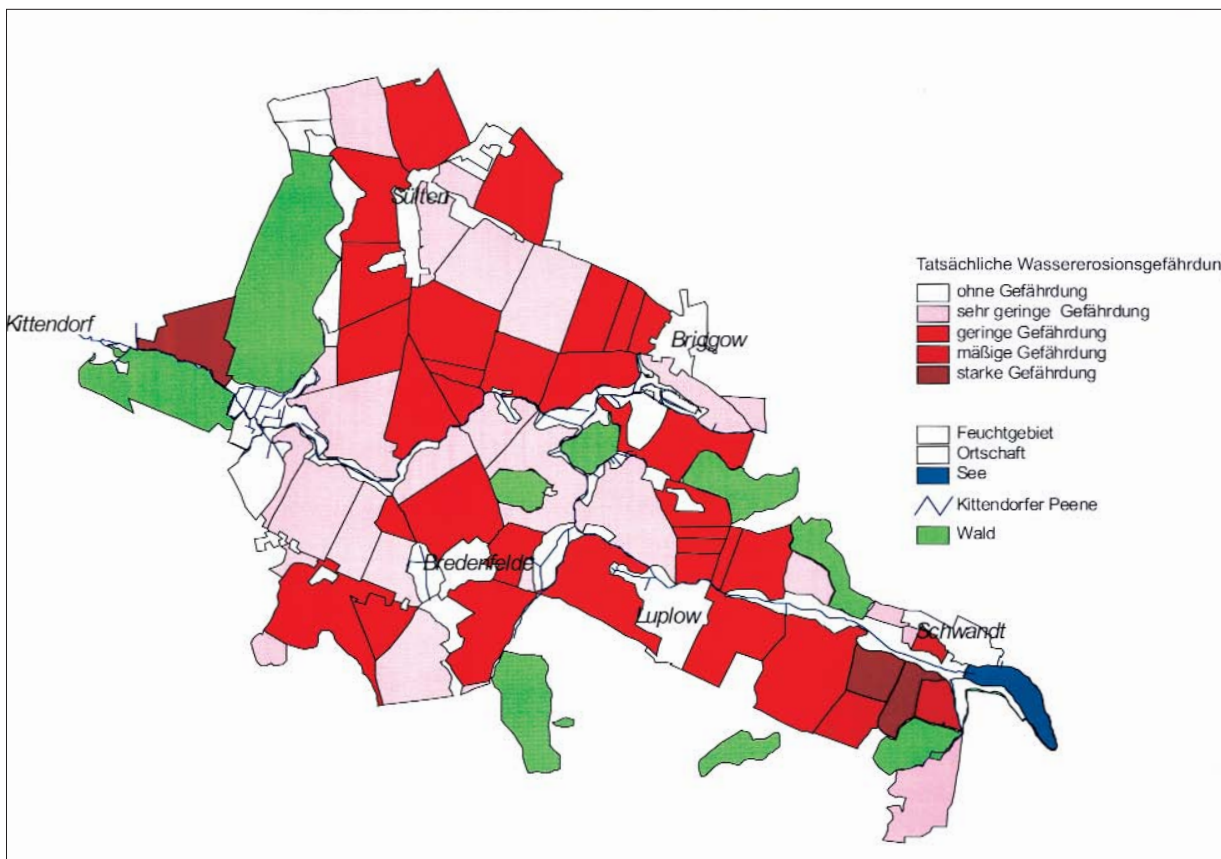 Sülten
Kittendorf
Briggow
Bredenfelde
Luplow
Schwandt
Tatsächliche Wassererosionsgefährdun
ohne Gefährdung
sehr geringe Gefährdung
geringe Gefährdung
mäßige Gefährdung
starke Gefährdung
Feuchtgebiet
Ortschaft
See
Kittendorfer Peene
Wald